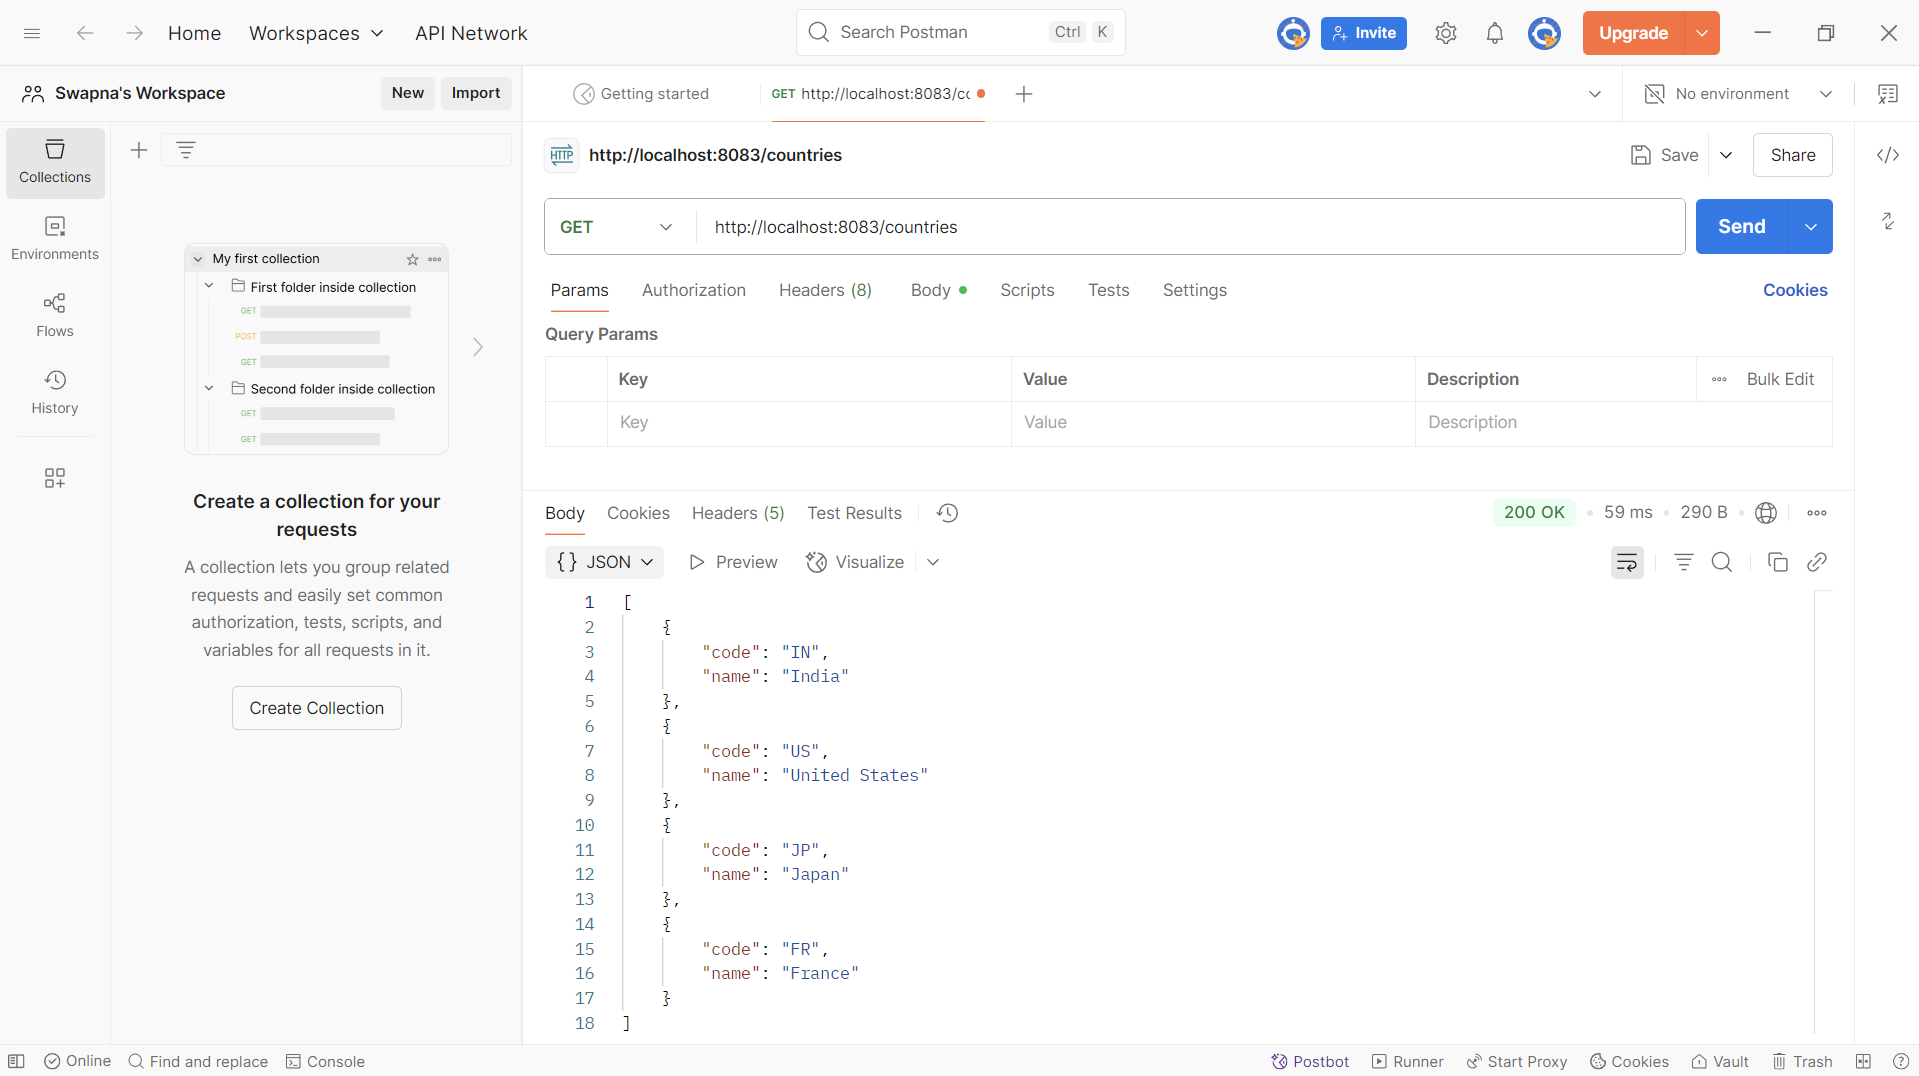 Home Workspaces API Network Search Postman Ctrl K Invite Upgrade
Swapna's Workspace New Import
Getting started GET http://localhost:8083/co No environment
Collections
Environments
Flows
History
My first collection
First folder inside collection
GET
POST
GET
Second folder inside collection
GET
GET
Create a collection for your
requests
A collection lets you group related
requests and easily set common
authorization, tests, scripts, and
variables for all requests in it.
Create Collection
HTTP http://localhost:8083/countries Save Share
GET http://localhost:8083/countries Send
Params Authorization Headers (8) Body Scripts Tests Settings Cookies
Query Params
Key Value Description Bulk Edit
Key Value Description
Body Cookies Headers (5) Test Results 200 OK 59 ms 290 B
{} JSON Preview Visualize
1 [
2 {
3 "code": "IN",
4 "name": "India"
5 },
6 {
7 "code": "US",
8 "name": "United States"
9 },
10 {
11 "code": "JP",
12 "name": "Japan"
13 },
14 {
15 "code": "FR",
16 "name": "France"
17 }
18 ]
Online Find and replace Console Postbot Runner Start Proxy Cookies Vault Trash